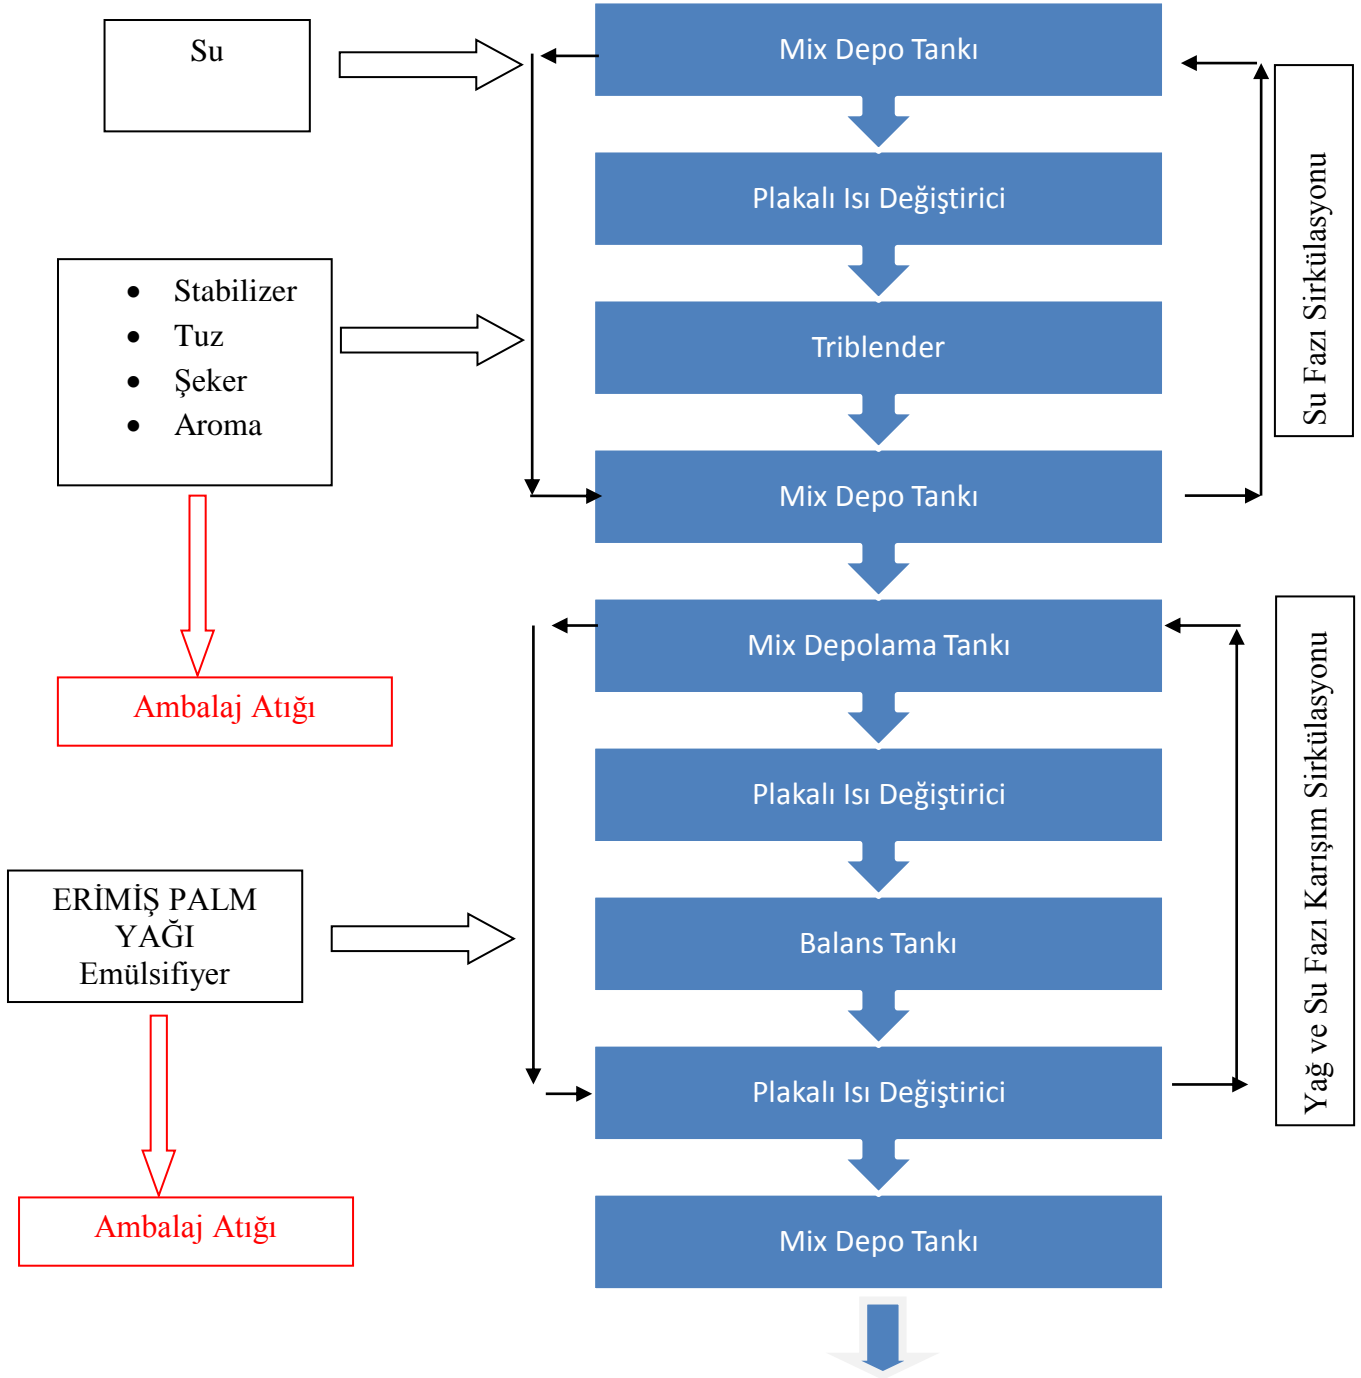 Su
Mix Depo Tankı
Plakalı Isı Değiştirici
Su Fazı Sirkülasyonu
• Stabilizer
• Tuz
• Şeker
• Aroma
Triblender
Mix Depo Tankı
Ambalaj Atığı
Mix Depolama Tankı
Plakalı Isı Değiştirici
Yağ ve Su Fazı Karışım Sirkülasyonu
ERİMİŞ PALM
YAĞI
Emülsifiyer
Balans Tankı
Plakalı Isı Değiştirici
Ambalaj Atığı
Mix Depo Tankı